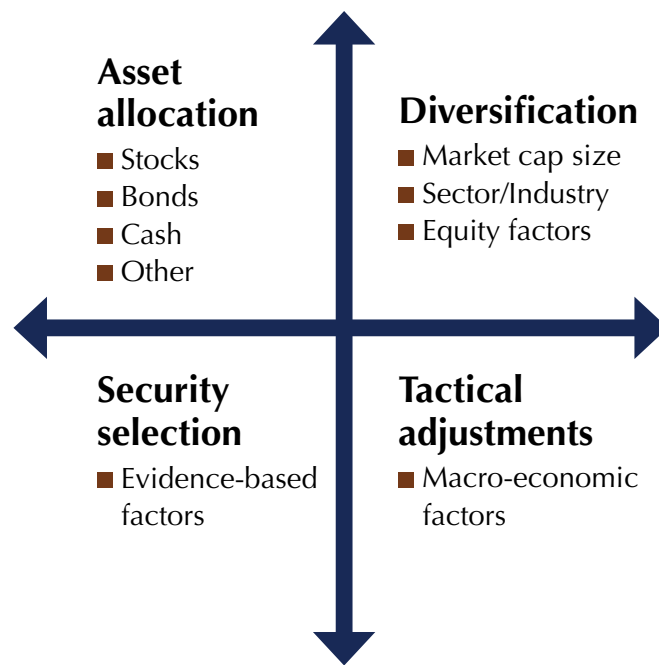 Asset
allocation
Stocks
Bonds
Cash
Other
Diversification
Market cap size
Sector/Industry
Equity factors
Security
selection
Evidence-based
factors
Tactical
adjustments
Macro-economic
factors